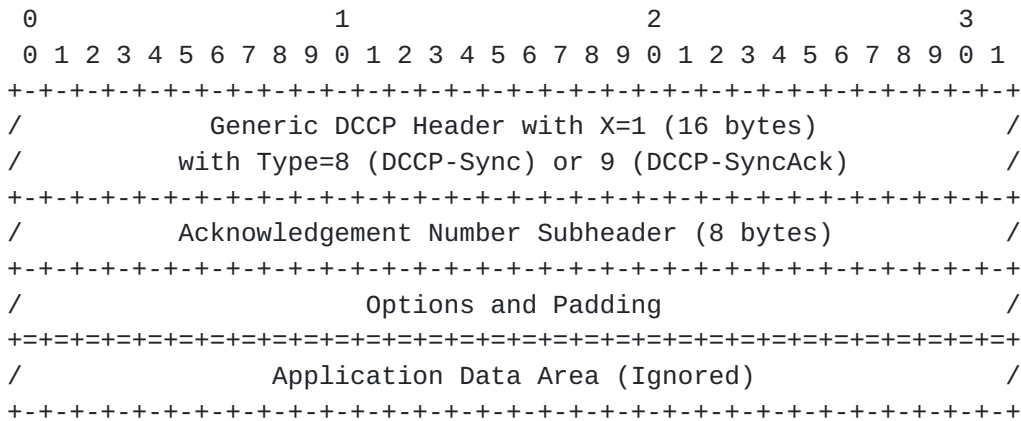 0                   1                   2                   3
 0 1 2 3 4 5 6 7 8 9 0 1 2 3 4 5 6 7 8 9 0 1 2 3 4 5 6 7 8 9 0 1
+-+-+-+-+-+-+-+-+-+-+-+-+-+-+-+-+-+-+-+-+-+-+-+-+-+-+-+-+-+-+-+-+
/            Generic DCCP Header with X=1 (16 bytes)            /
/          with Type=8 (DCCP-Sync) or 9 (DCCP-SyncAck)          /
+-+-+-+-+-+-+-+-+-+-+-+-+-+-+-+-+-+-+-+-+-+-+-+-+-+-+-+-+-+-+-+-+
/          Acknowledgement Number Subheader (8 bytes)           /
+-+-+-+-+-+-+-+-+-+-+-+-+-+-+-+-+-+-+-+-+-+-+-+-+-+-+-+-+-+-+-+-+
/                      Options and Padding                      /
+=+=+=+=+=+=+=+=+=+=+=+=+=+=+=+=+=+=+=+=+=+=+=+=+=+=+=+=+=+=+=+=+
/                Application Data Area (Ignored)                /
+-+-+-+-+-+-+-+-+-+-+-+-+-+-+-+-+-+-+-+-+-+-+-+-+-+-+-+-+-+-+-+-+